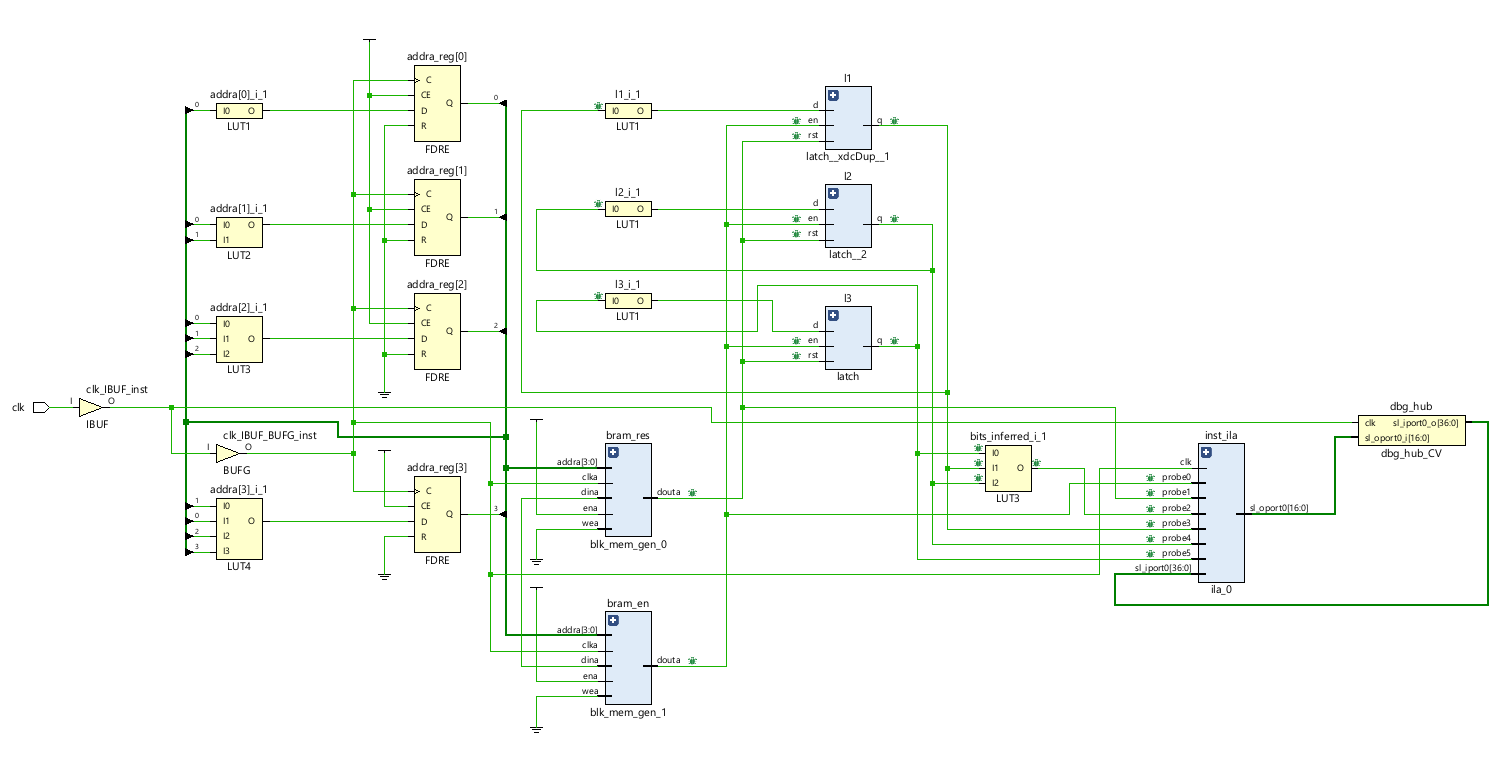 addra_reg[0]
C
CE
D
R
Q
0
FDRE
addra[0]_i_1
0
I0
O
LUT1
addra_reg[1]
C
CE
D
R
Q
1
FDRE
addra[1]_i_1
0
1
I0
I1
O
LUT2
addra_reg[2]
C
CE
D
R
Q
2
FDRE
addra[2]_i_1
0
1
2
I0
I1
I2
O
LUT3
clk
I
clk_IBUF_inst
O
IBUF
I
clk_IBUF_BUFG_inst
O
BUFG
addra[3]_i_1
1
0
2
3
I0
I1
I2
I3
O
LUT4
addra_reg[3]
C
CE
D
R
Q
3
FDRE
l1_i_1
I0
O
LUT1
l2_i_1
I0
O
LUT1
l3_i_1
I0
O
LUT1
l1
d
en
rst
q
latch__xdcDup__1
l2
d
en
rst
q
latch__2
l3
d
en
rst
q
latch
bram_res
addra[3:0]
clka
dina
ena
wea
douta
blk_mem_gen_0
bram_en
addra[3:0]
clka
dina
ena
wea
douta
blk_mem_gen_1
bits_inferred_i_1
I0
I1
I2
O
LUT3
inst_ila
clk
probe0
probe1
probe2
probe3
probe4
probe5
sl_iport0[36:0]
sl_oport0[16:0]
ila_0
dbg_hub
clk
sl_iport0_o[36:0]
sl_oport0_i[16:0]
dbg_hub_CV